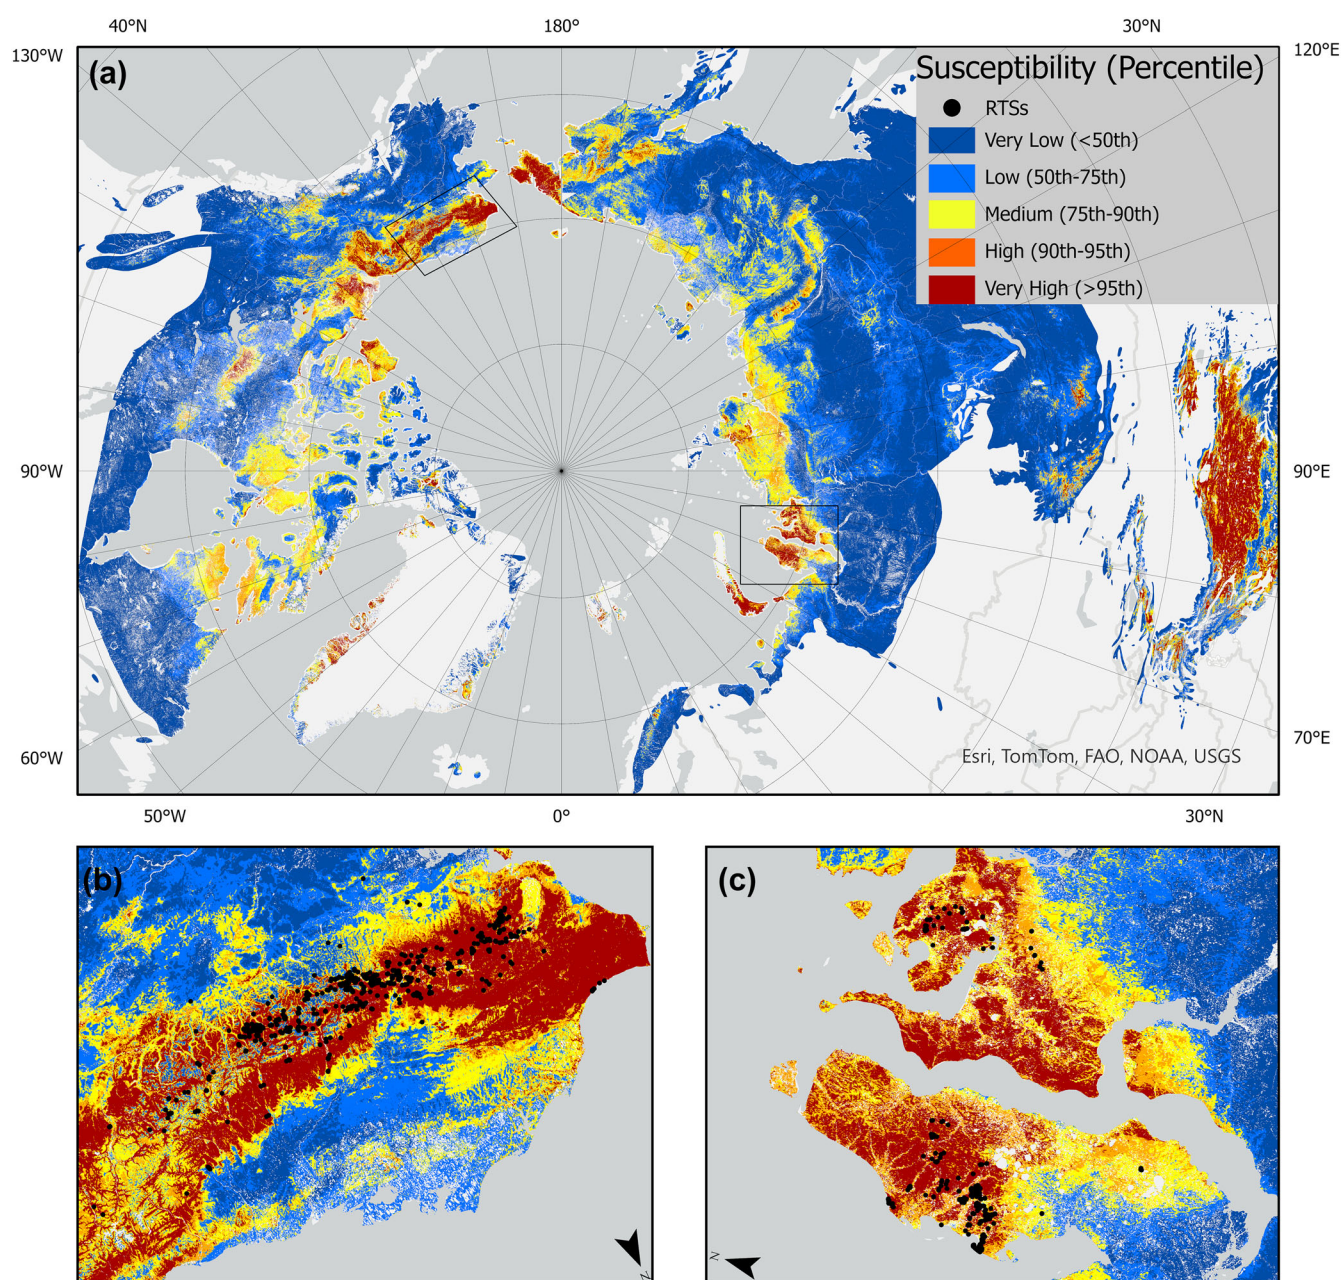 40°N 180° 30°N
130°W 120°E
(a)
Susceptibility (Percentile)
RTSs
Very Low (<50th)
Low (50th-75th)
Medium (75th-90th)
High (90th-95th)
Very High (>95th)
90°W 90°E
60°W 70°E
Esri, TomTom, FAO, NOAA, USGS
50°W 0° 30°N
(b) (c)
N N